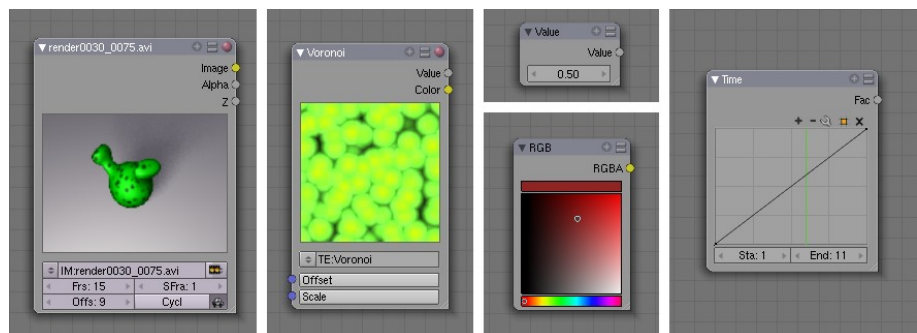 render0030_0075.avi
Image
Alpha
Z
IM:render0030_0075.avi
Frs: 15
SFra: 1
Offs: 9
Cycl
Voronoi
Value
Color
TE:Voronoi
Offset
Scale
Value
Value
0.50
RGB
RGBA
Time
Fac
Sta: 1
End: 11